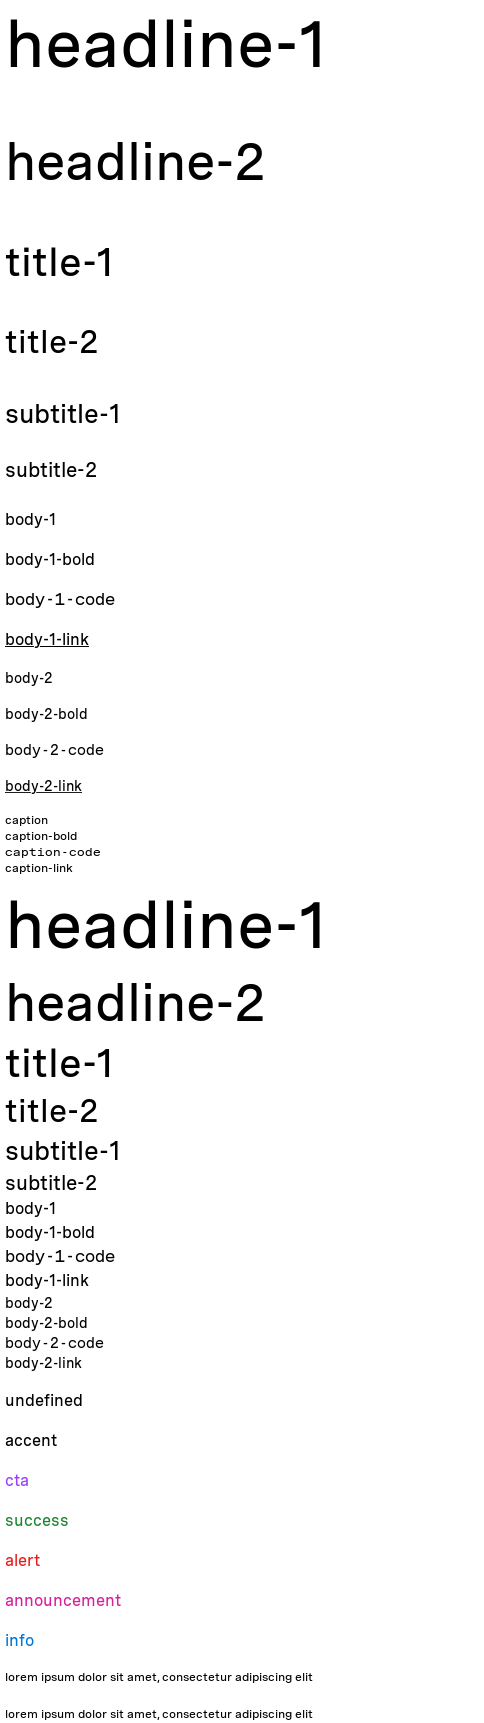 headline-1
headline-2
title-1
title-2
subtitle-1
subtitle-2
body-1
body-1-bold
body-1-code
body-1-link
body-2
body-2-bold
body-2-code
body-2-link
caption
caption-bold
caption-code
caption-link
headline-1
headline-2
title-1
title-2
subtitle-1
subtitle-2
body-1
body-1-bold
body-1-code
body-1-link
body-2
body-2-bold
body-2-code
body-2-link
undefined
accent
cta
success
alert
announcement
info
lorem ipsum dolor sit amet, consectetur adipiscing elit
lorem ipsum dolor sit amet, consectetur adipiscing elit